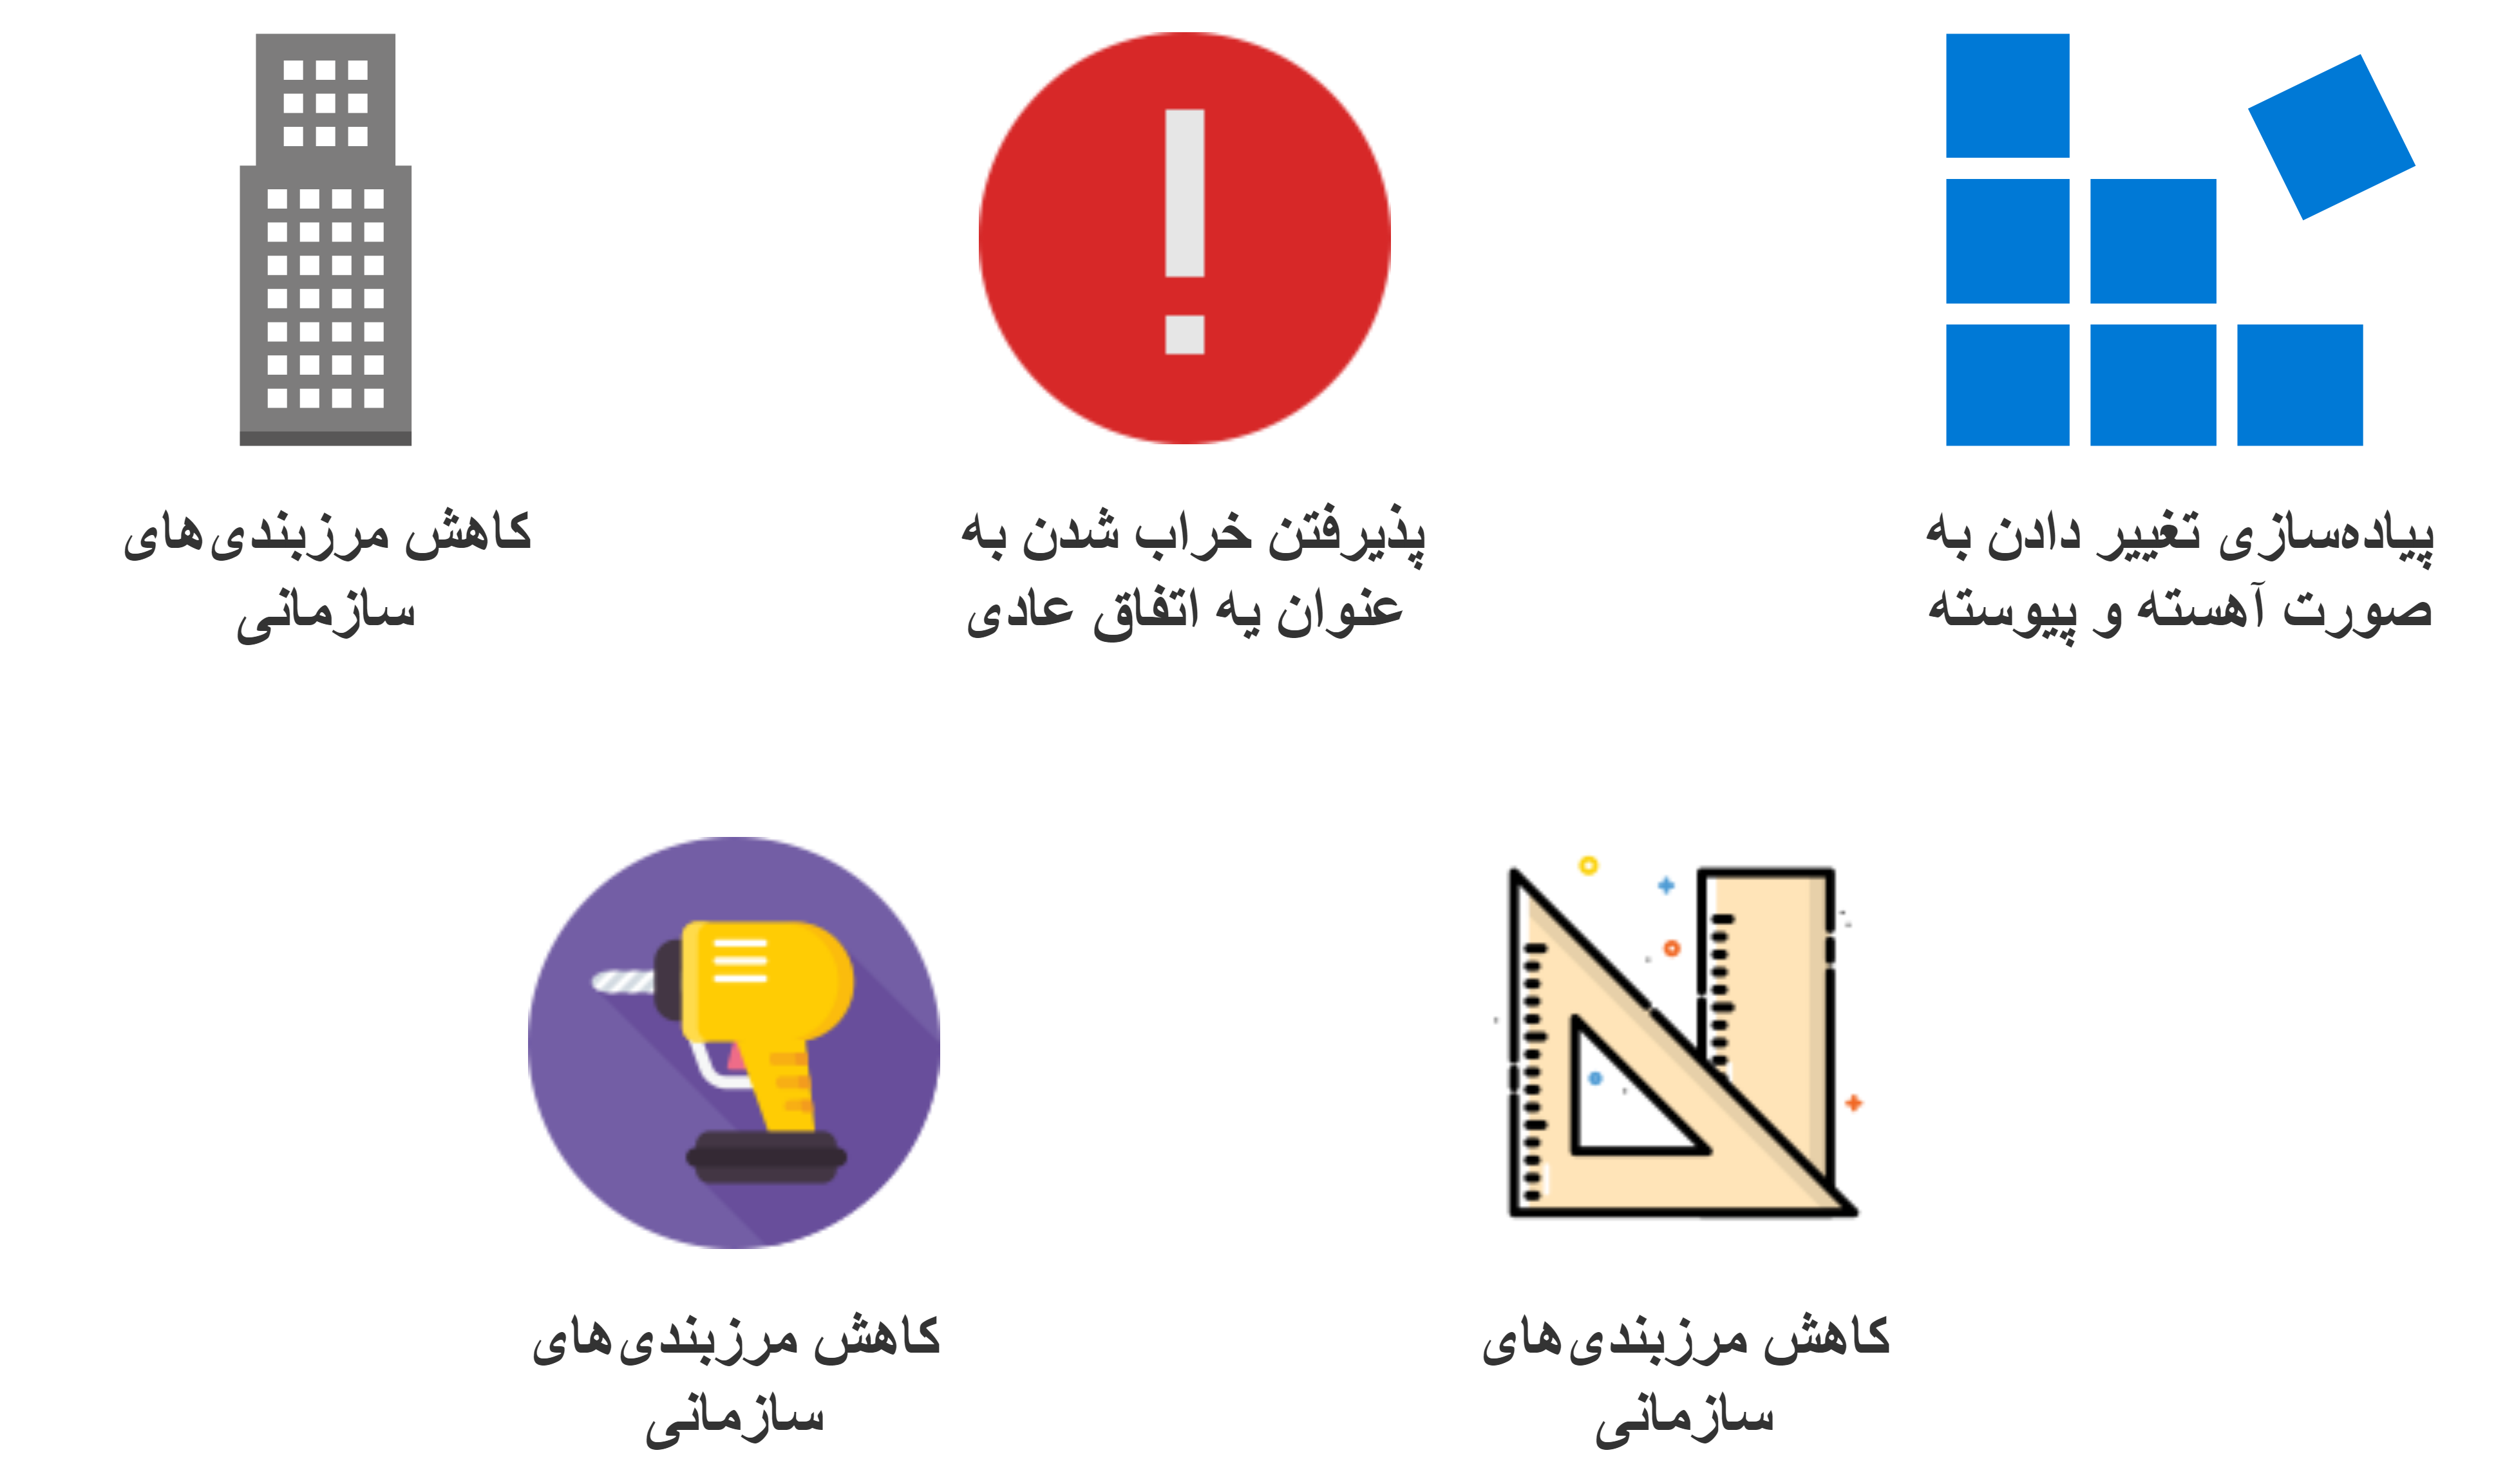 کاهش مرزبندی‌های
سازمانی
پذیرفتن خراب شدن به
عنوان یه اتفاق عادی
پیاده‌سازی تغییر دادن به
صورت آهسته و پیوسته
کاهش مرزبندی‌های
سازمانی
کاهش مرزبندی‌های
سازمانی